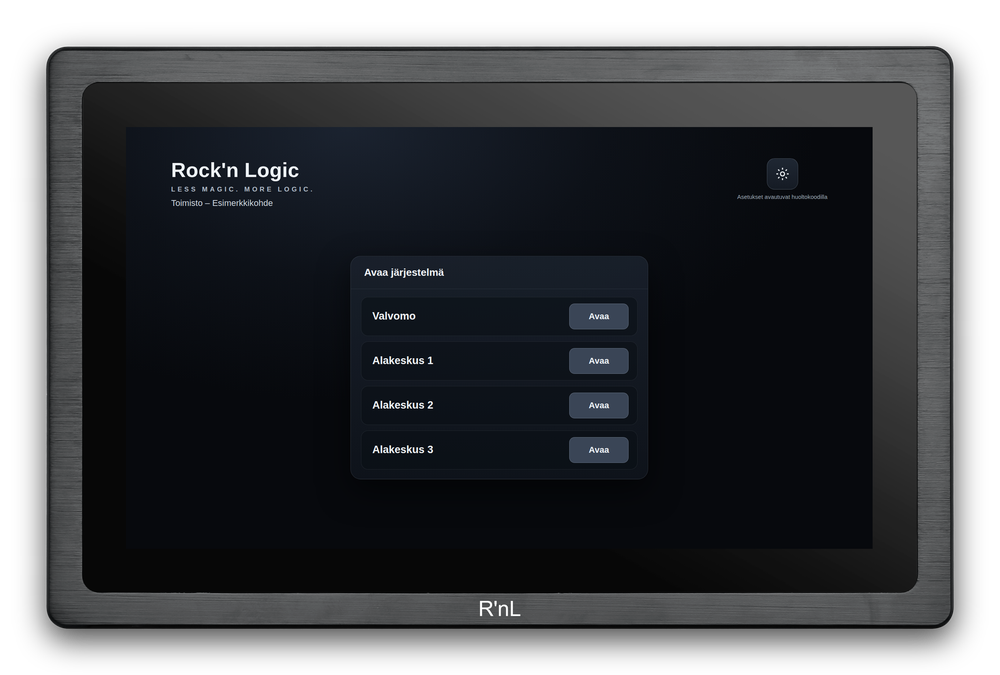 Rock'n Logic
LESS MAGIC. MORE LOGIC.
Toimisto – Esimerkkikohde
Asetukset avautuvat huoltokoodilla
Avaa järjestelmä
Valvomo
Avaa
Alakeskus 1
Avaa
Alakeskus 2
Avaa
Alakeskus 3
Avaa
R'nL